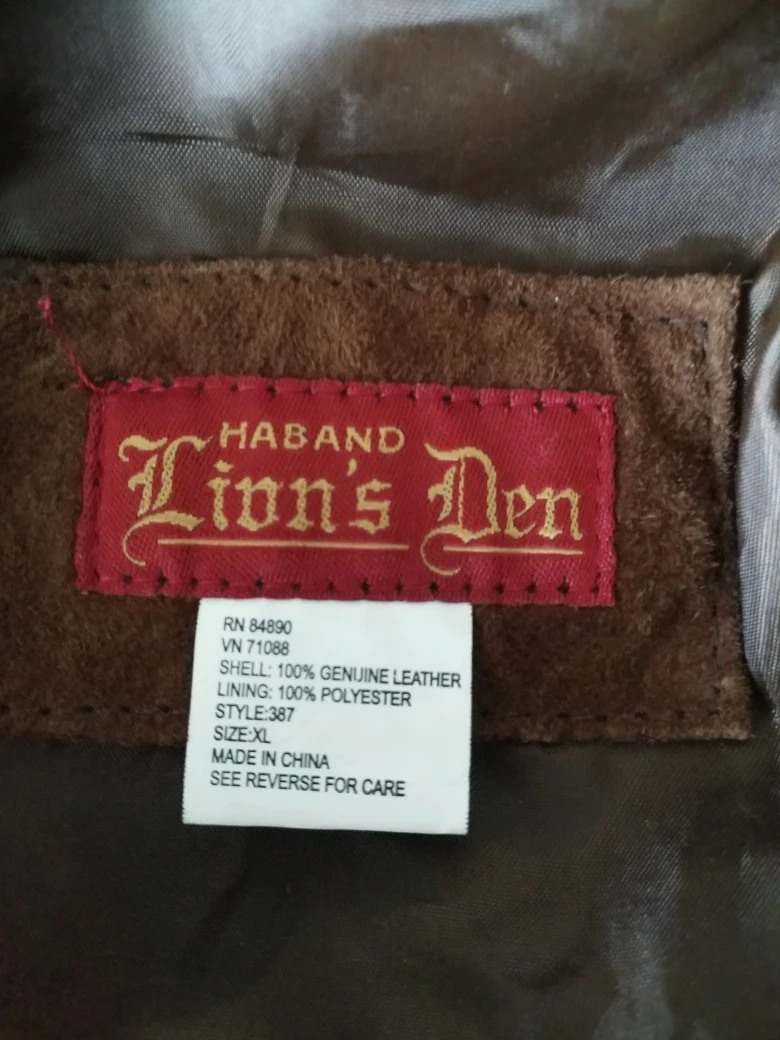 HABAND
Lion's Den
RN 84890
VN 71088
SHELL: 100% GENUINE LEATHER
LINING: 100% POLYESTER
STYLE:387
SIZE:XL
MADE IN CHINA
SEE REVERSE FOR CARE